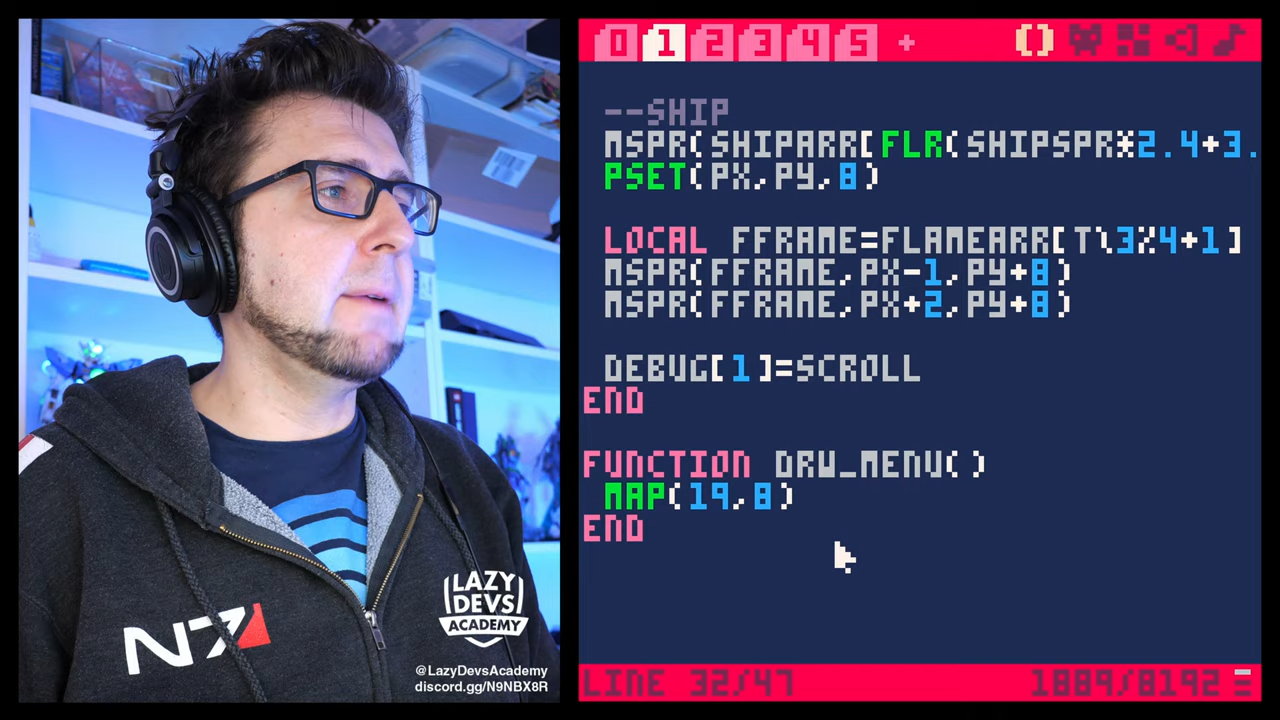 N7
LAZY
DEVS
ACADEMY
@LazyDevsAcademy
discord.gg/N9NBX8R
0 1 2 3 4 5 +
--SHIP
MSPR(SHIPARR[FLR(SHIPSPR*2.4+3.
PSET(PX,PY,8)
LOCAL FFRAME=FLAMEARR[T\3%4+1]
MSPR(FFRAME,PX-1,PY+8)
MSPR(FFRAME,PX+2,PY+8)
DEBUG[1]=SCROLL
END
FUNCTION DRW_MENU()
MAP(19,8)
END
LINE 32/47
1889/8192